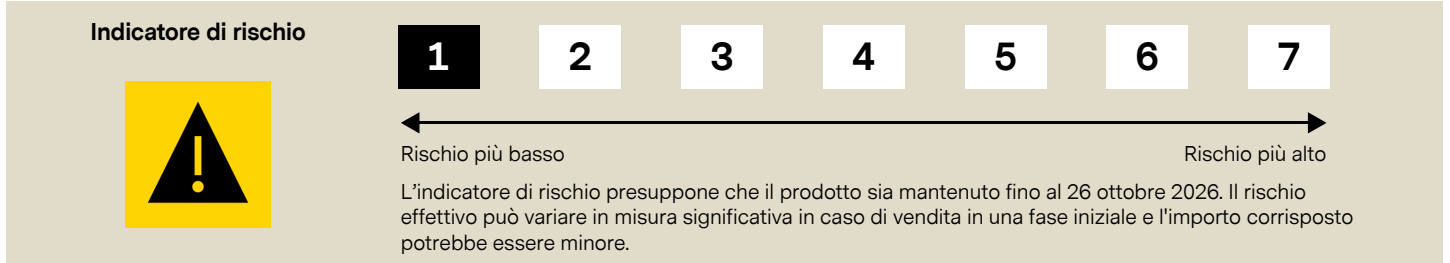 Indicatore di rischio
1 2 3 4 5 6 7
Rischio più basso Rischio più alto
L’indicatore di rischio presuppone che il prodotto sia mantenuto fino al 26 ottobre 2026. Il rischio
effettivo può variare in misura significativa in caso di vendita in una fase iniziale e l'importo corrisposto
potrebbe essere minore.